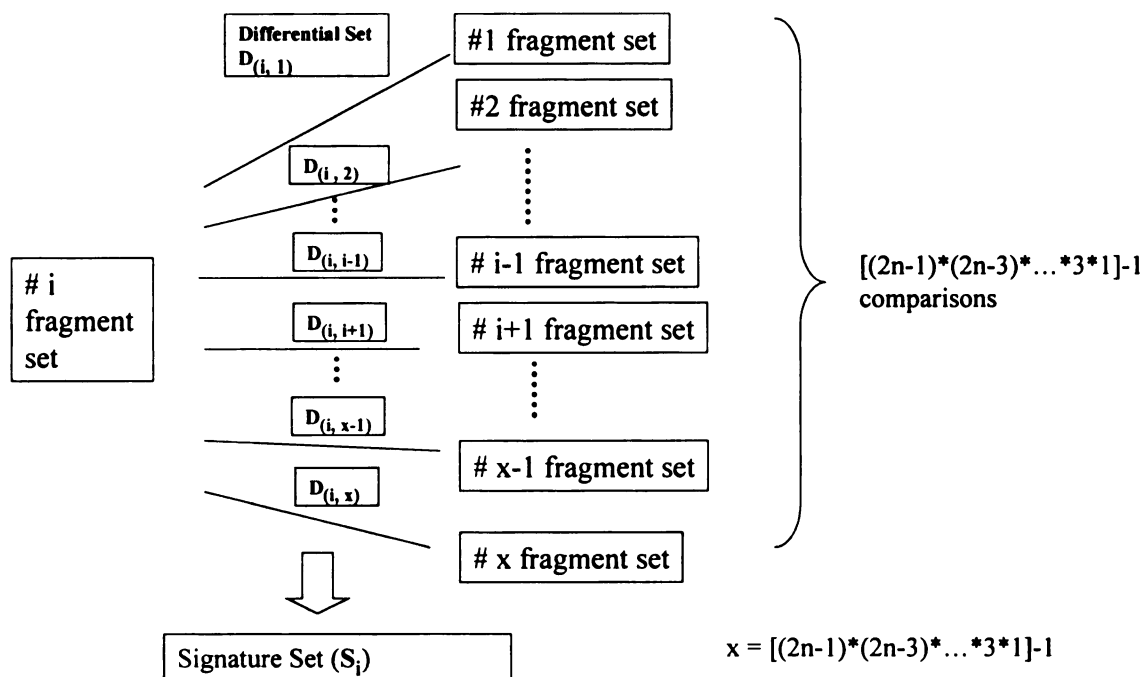 Differential Set
D(i, 1)
#1 fragment set
#2 fragment set
D(i , 2)
D(i, i-1)
# i-1 fragment set
# i
fragment
set
D(i, i+1)
# i+1 fragment set
[(2n-1)*(2n-3)*…*3*1]-1
comparisons
D(i, x-1)
# x-1 fragment set
D(i, x)
# x fragment set
Signature Set (Si)
x = [(2n-1)*(2n-3)*…*3*1]-1